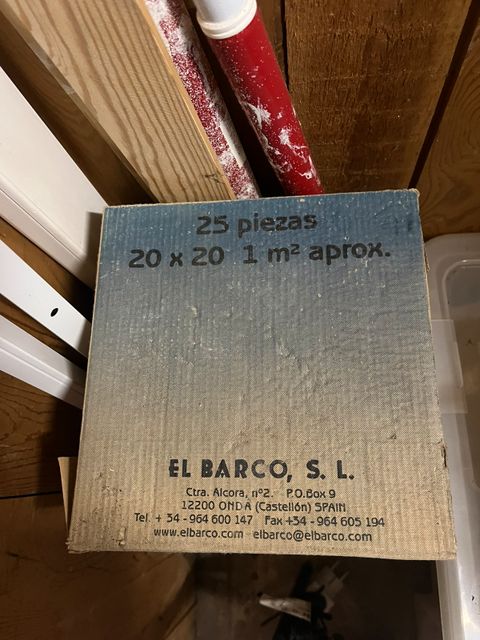 25 piezas
20 x 20 1 m² aprox.
EL BARCO, S. L.
Ctra. Alcora, nº2. P.O.Box 9
12200 ONDA (Castellón) SPAIN
Tel. + 34 - 964 600 147 Fax +34 - 964 605 194
www.elbarco.com elbarco@elbarco.com